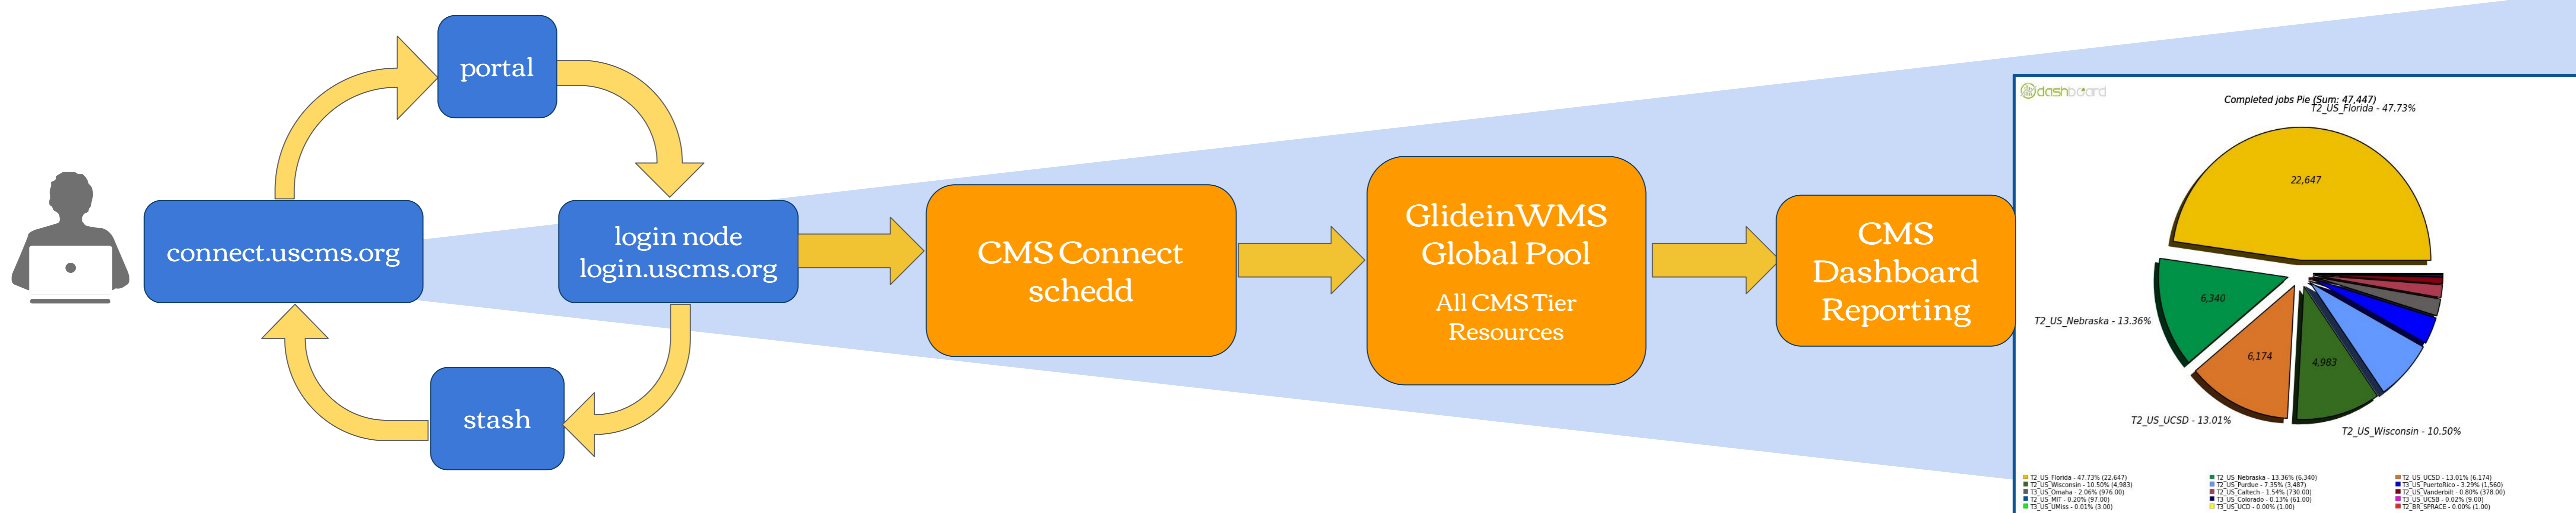 portal
connect.uscms.org
login node
login.uscms.org
stash
CMS Connect
schedd
GlideinWMS
Global Pool
All CMS Tier
Resources
CMS
Dashboard
Reporting
dashboard
Completed jobs Pie (Sum: 47,447)
T2_US_Florida - 47.73%
22,647
6,340
T2_US_Nebraska - 13.36%
6,174
4,983
T2_US_UCSD - 13.01%
T2_US_Wisconsin - 10.50%
T2_US_Florida - 47.73% (22,647)
T2_US_Nebraska - 13.36% (6,340)
T2_US_UCSD - 13.01% (6,174)
T2_US_Wisconsin - 10.50% (4,983)
T2_US_Purdue - 7.35% (3,487)
T3_US_PuertoRico - 3.29% (1,560)
T3_US_Omaha - 2.06% (976.00)
T2_US_Caltech - 1.54% (730.00)
T2_US_Vanderbilt - 0.80% (378.00)
T2_US_MIT - 0.20% (97.00)
T3_US_Colorado - 0.13% (61.00)
T3_US_UCSB - 0.02% (9.00)
T3_US_UMiss - 0.01% (3.00)
T3_US_UCD - 0.00% (1.00)
T2_BR_SPRACE - 0.00% (1.00)